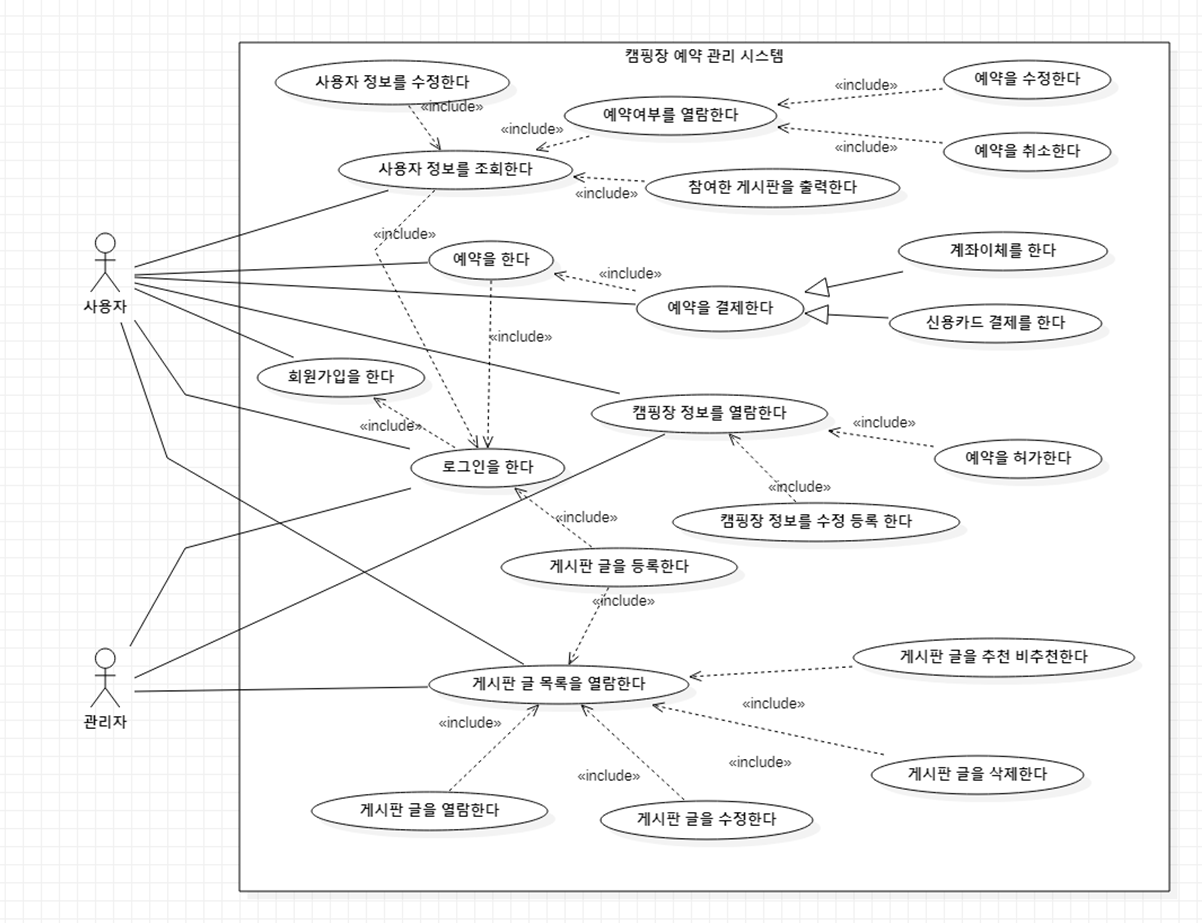 캠핑장 예약 관리 시스템
사용자 정보를 수정한다
«include»
예약여부를 열람한다
«include»
예약을 수정한다
«include»
예약을 취소한다
«include»
사용자 정보를 조회한다
참여한 게시판을 출력한다
«include»
«include»
예약을 한다
계좌이체를 한다
«include»
사용자
예약을 결제한다
신용카드 결제를 한다
«include»
회원가입을 한다
캠핑장 정보를 열람한다
«include»
«include»
예약을 허가한다
로그인을 한다
«include»
캠핑장 정보를 수정 등록 한다
«include»
게시판 글을 등록한다
«include»
게시판 글을 추천 비추천한다
게시판 글 목록을 열람한다
«include»
관리자
«include»
«include»
«include»
게시판 글을 삭제한다
게시판 글을 열람한다
게시판 글을 수정한다